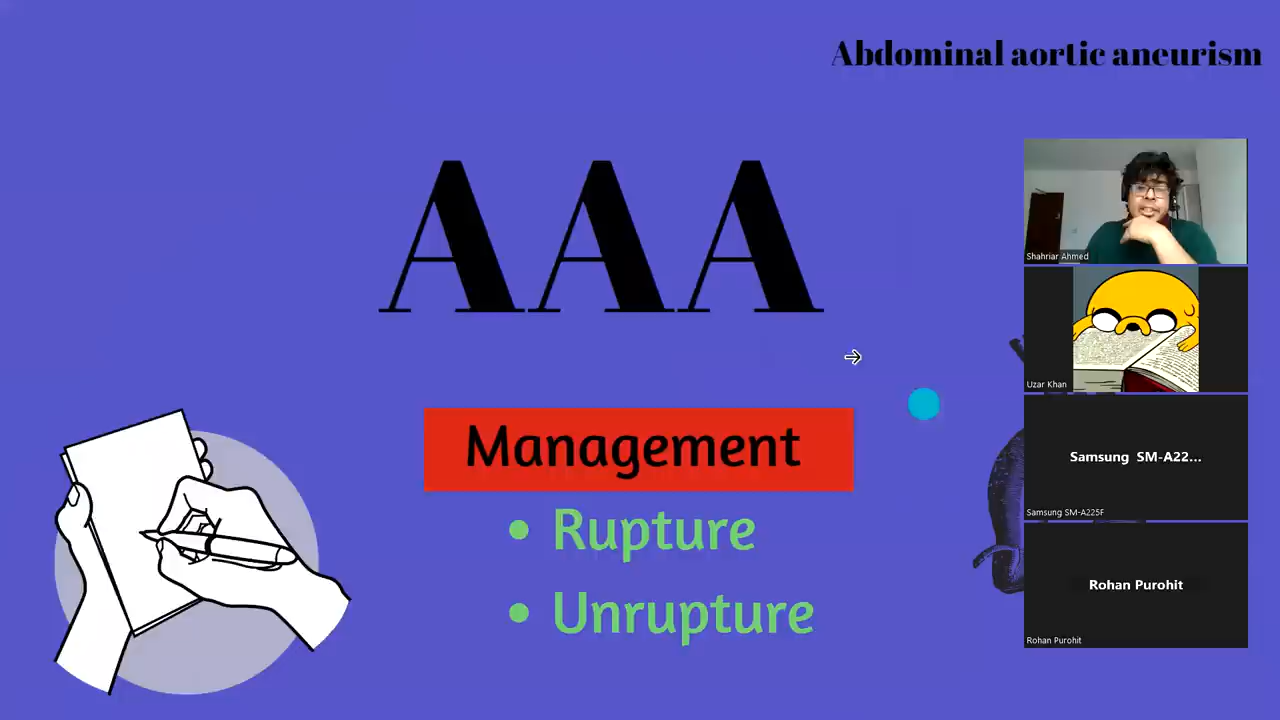 Abdominal aortic aneurism
AAA
Management
• Rupture
• Unrupture
Shahriar Ahmed
Uzar Khan
Samsung SM-A22...
Samsung SM-A225F
Rohan Purohit
Rohan Purohit